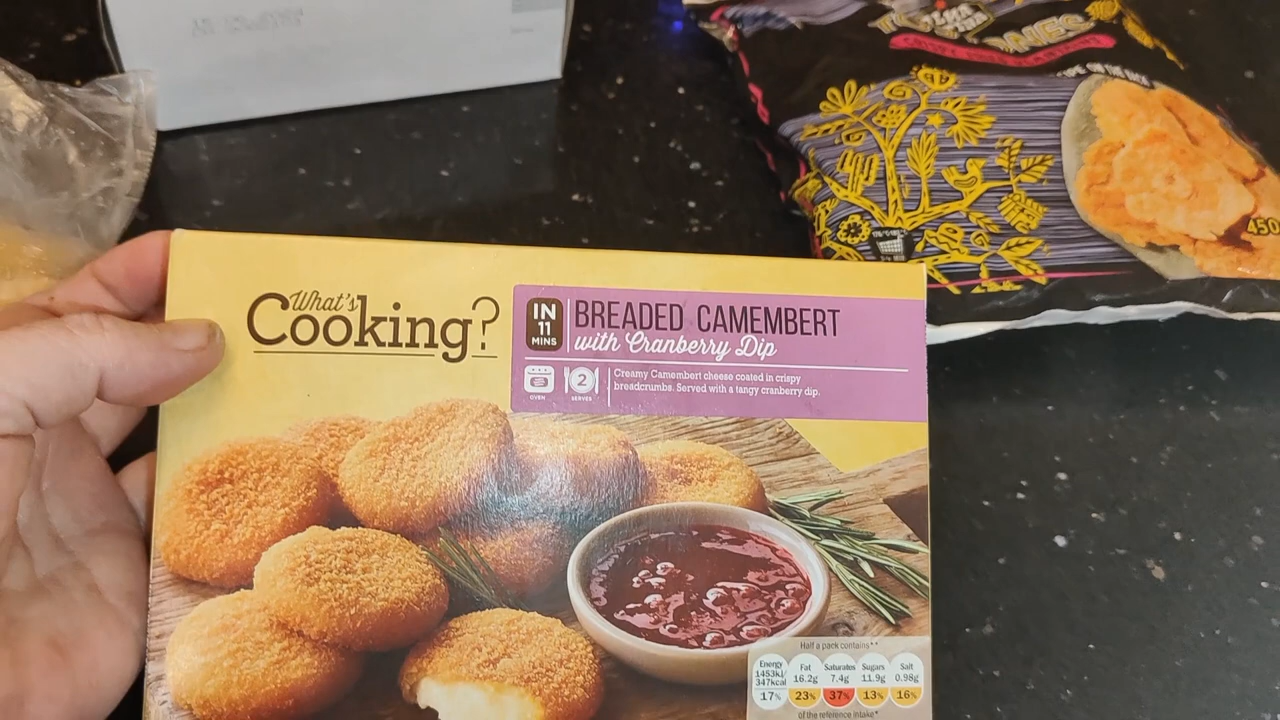 What's
Cooking?
IN
11
MINS
BREADED CAMEMBERT
with Cranberry Dip
OVEN
2
SERVES
Creamy Camembert cheese coated in crispy
breadcrumbs. Served with a tangy cranberry dip.
Half a pack contains**
Energy Fat Saturates Sugars Salt
1453kJ/ 16.2g 7.4g 11.9g 0.98g
347kcal
17% 23% 37% 13% 16%
of the reference intake*
450